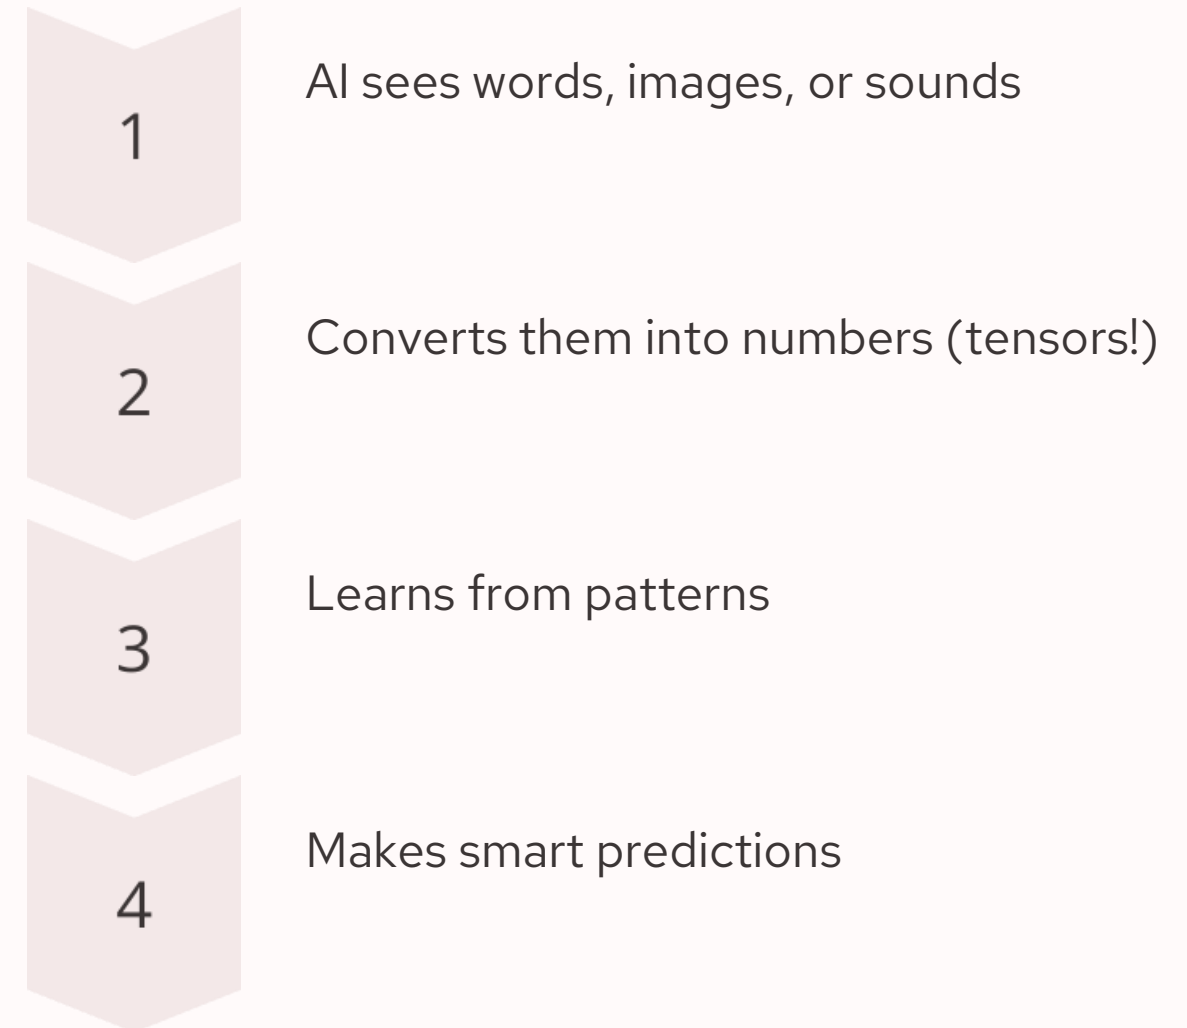 1
AI sees words, images, or sounds
2
Converts them into numbers (tensors!)
3
Learns from patterns
4
Makes smart predictions